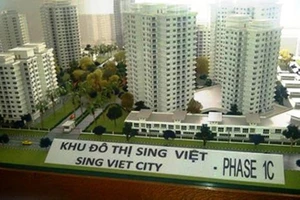 KHU ĐÔ THỊ SING VIỆT
SING VIET CITY - PHASE 1C